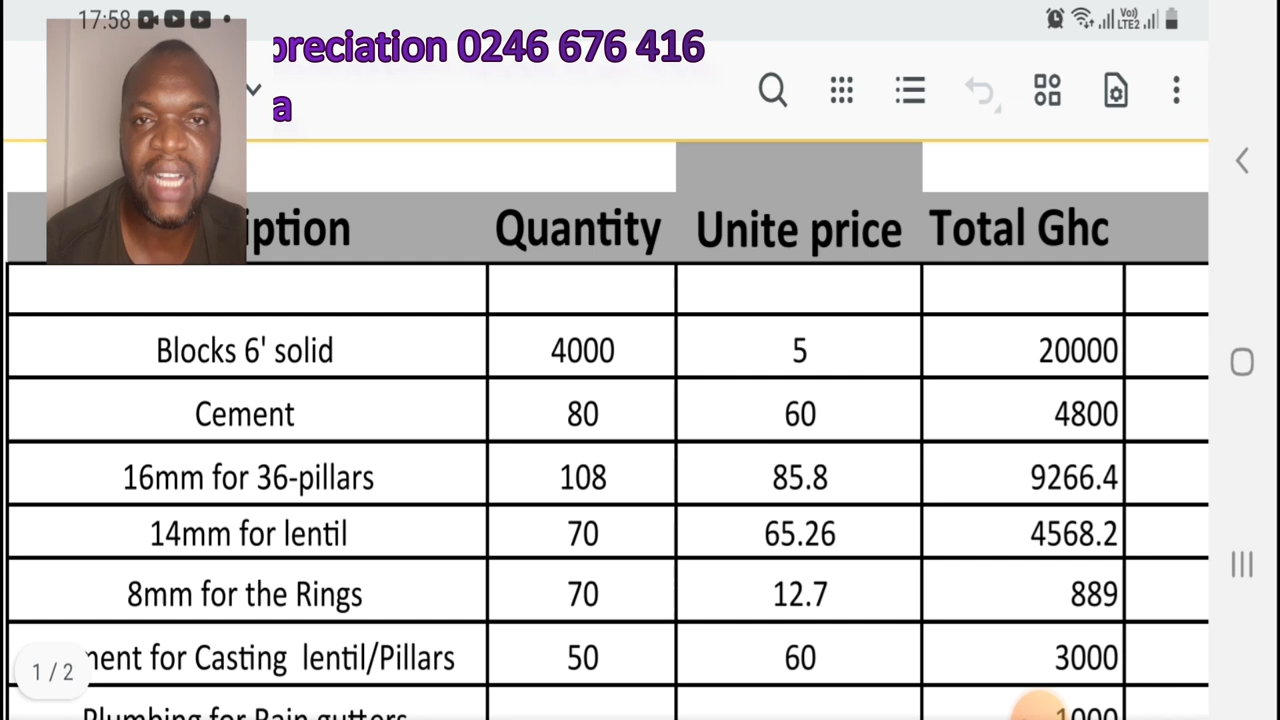 17:58
Voll LTE2
preciation 0246 676 416
a
iption Quantity Unite price Total Ghc
Blocks 6' solid 4000 5 20000
Cement 80 60 4800
16mm for 36-pillars 108 85.8 9266.4
14mm for lentil 70 65.26 4568.2
8mm for the Rings 70 12.7 889
ment for Casting lentil/Pillars 50 60 3000
1 / 2
Plumbing for Rain gutters 1000